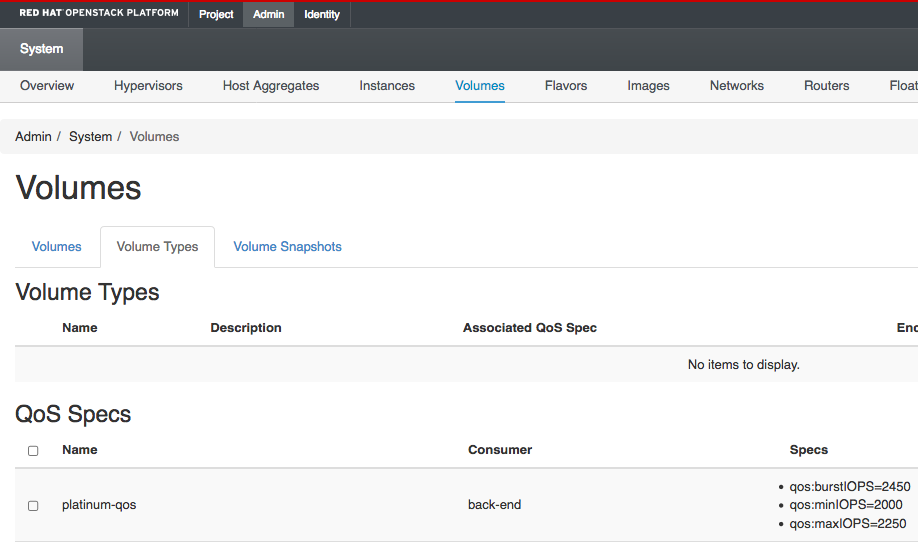 RED HAT OPENSTACK PLATFORM Project Admin Identity
System
Overview Hypervisors Host Aggregates Instances Volumes Flavors Images Networks Routers Float
Admin / System / Volumes
Volumes
Volumes Volume Types Volume Snapshots
Volume Types
Name Description Associated QoS Spec Enc
No items to display.
QoS Specs
Name Consumer Specs
platinum-qos back-end
• qos:burstIOPS=2450
• qos:minIOPS=2000
• qos:maxIOPS=2250